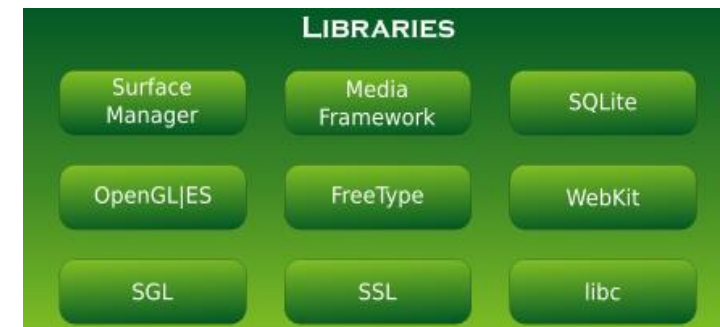 LIBRARIES
Surface
Manager
Media
Framework
SQLite
OpenGL|ES
FreeType
WebKit
SGL
SSL
libc